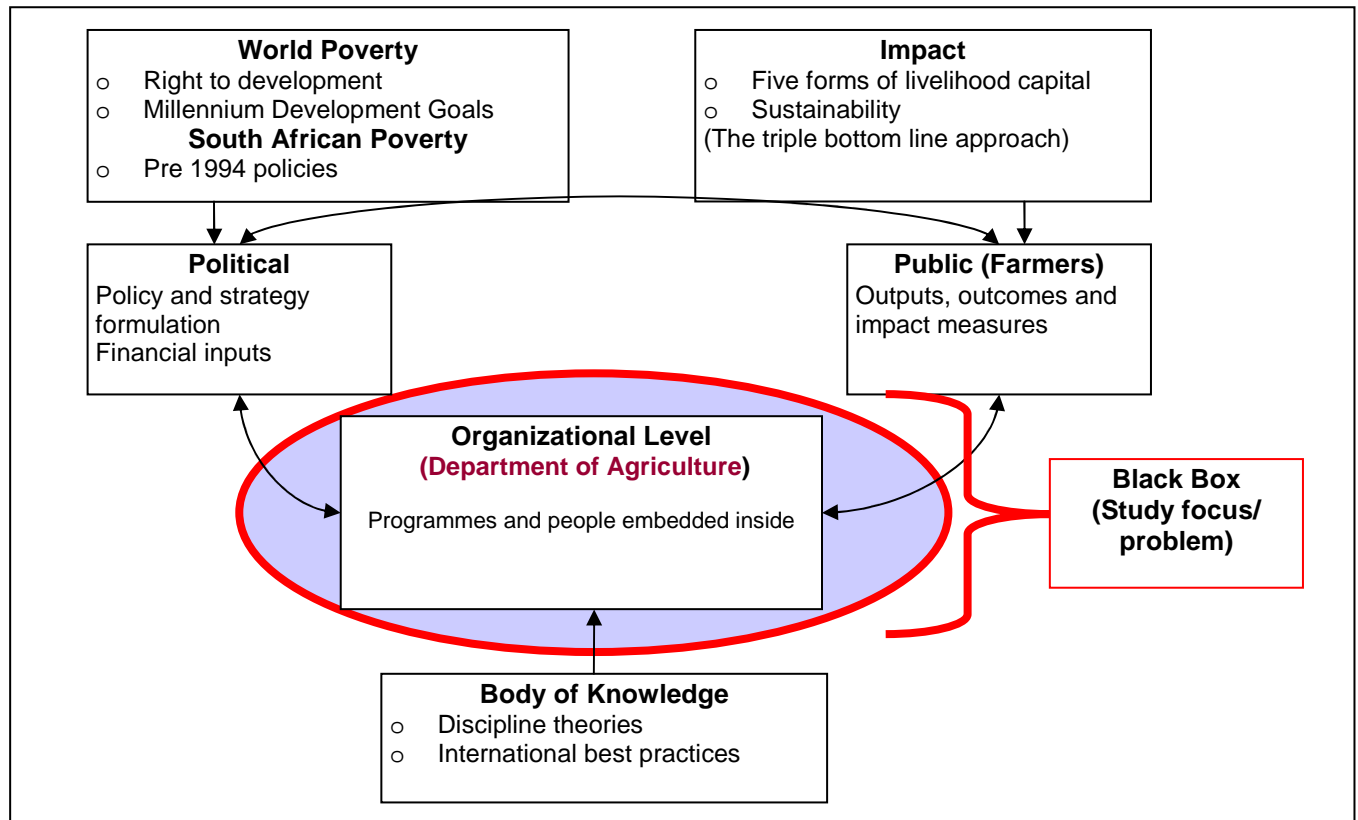 World Poverty
o Right to development
o Millennium Development Goals
South African Poverty
o Pre 1994 policies
Impact
o Five forms of livelihood capital
o Sustainability
(The triple bottom line approach)
Political
Policy and strategy
formulation
Financial inputs
Public (Farmers)
Outputs, outcomes and
impact measures
Organizational Level
(Department of Agriculture)
Programmes and people embedded inside
Black Box
(Study focus/
problem)
Body of Knowledge
o Discipline theories
o International best practices